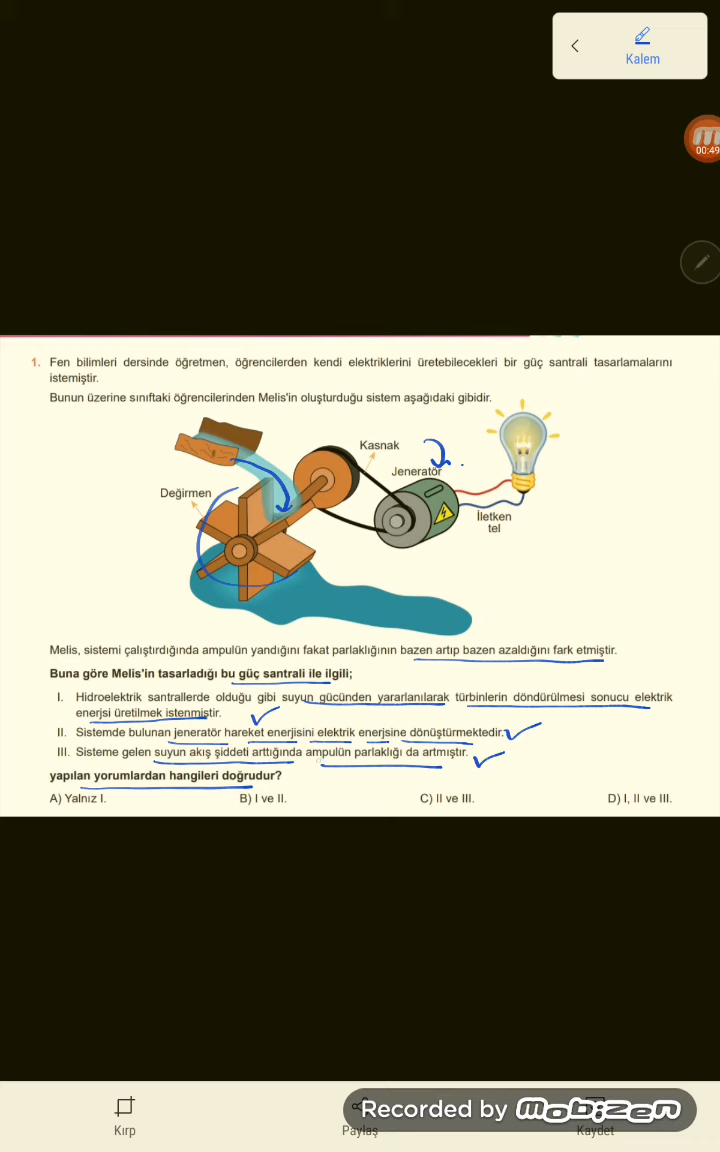 Kalem
00:49
1. Fen bilimleri dersinde öğretmen, öğrencilerden kendi elektriklerini üretebilecekleri bir güç santrali tasarlamalarını
istemiştir.
Bunun üzerine sınıftaki öğrencilerinden Melis'in oluşturduğu sistem aşağıdaki gibidir.
Kasnak
Jeneratör
Değirmen
İletken
tel
Melis, sistemi çalıştırdığında ampulün yandığını fakat parlaklığının bazen artıp bazen azaldığını fark etmiştir.
Buna göre Melis'in tasarladığı bu güç santrali ile ilgili;
I. Hidroelektrik santrallerde olduğu gibi suyun gücünden yararlanılarak türbinlerin döndürülmesi sonucu elektrik
enerjsi üretilmek istenmiştir.
II. Sistemde bulunan jeneratör hareket enerjisini elektrik enerjsine dönüştürmektedir.
III. Sisteme gelen suyun akış şiddeti arttığında ampulün parlaklığı da artmıştır.
yapılan yorumlardan hangileri doğrudur?
A) Yalnız I. B) I ve II. C) II ve III. D) I, II ve III.
Recorded by mobizen
Kırp Paylaş Kaydet